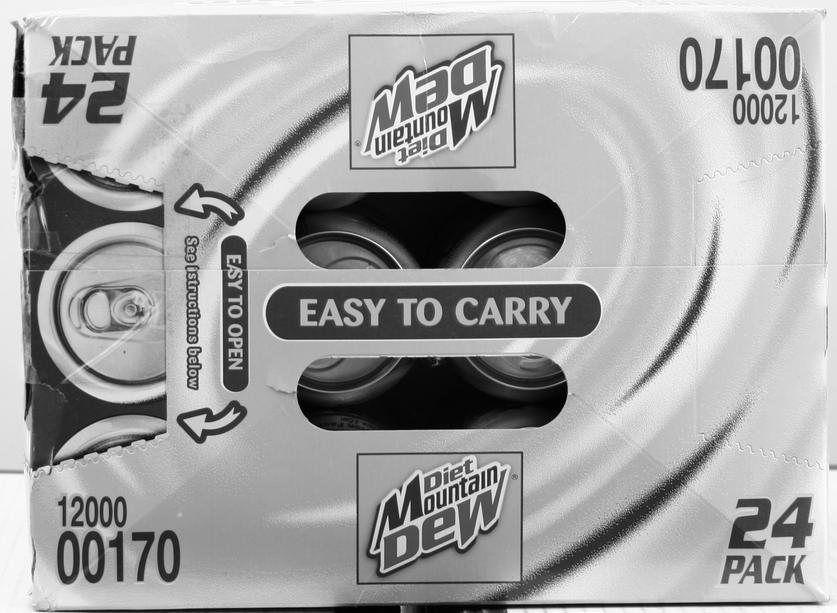 24
PACK
Diet
Mountain
Dew
®
12000
00170
EASY TO OPEN
See istructions below
EASY TO CARRY
Diet
Mountain
Dew
®
12000
00170
24
PACK